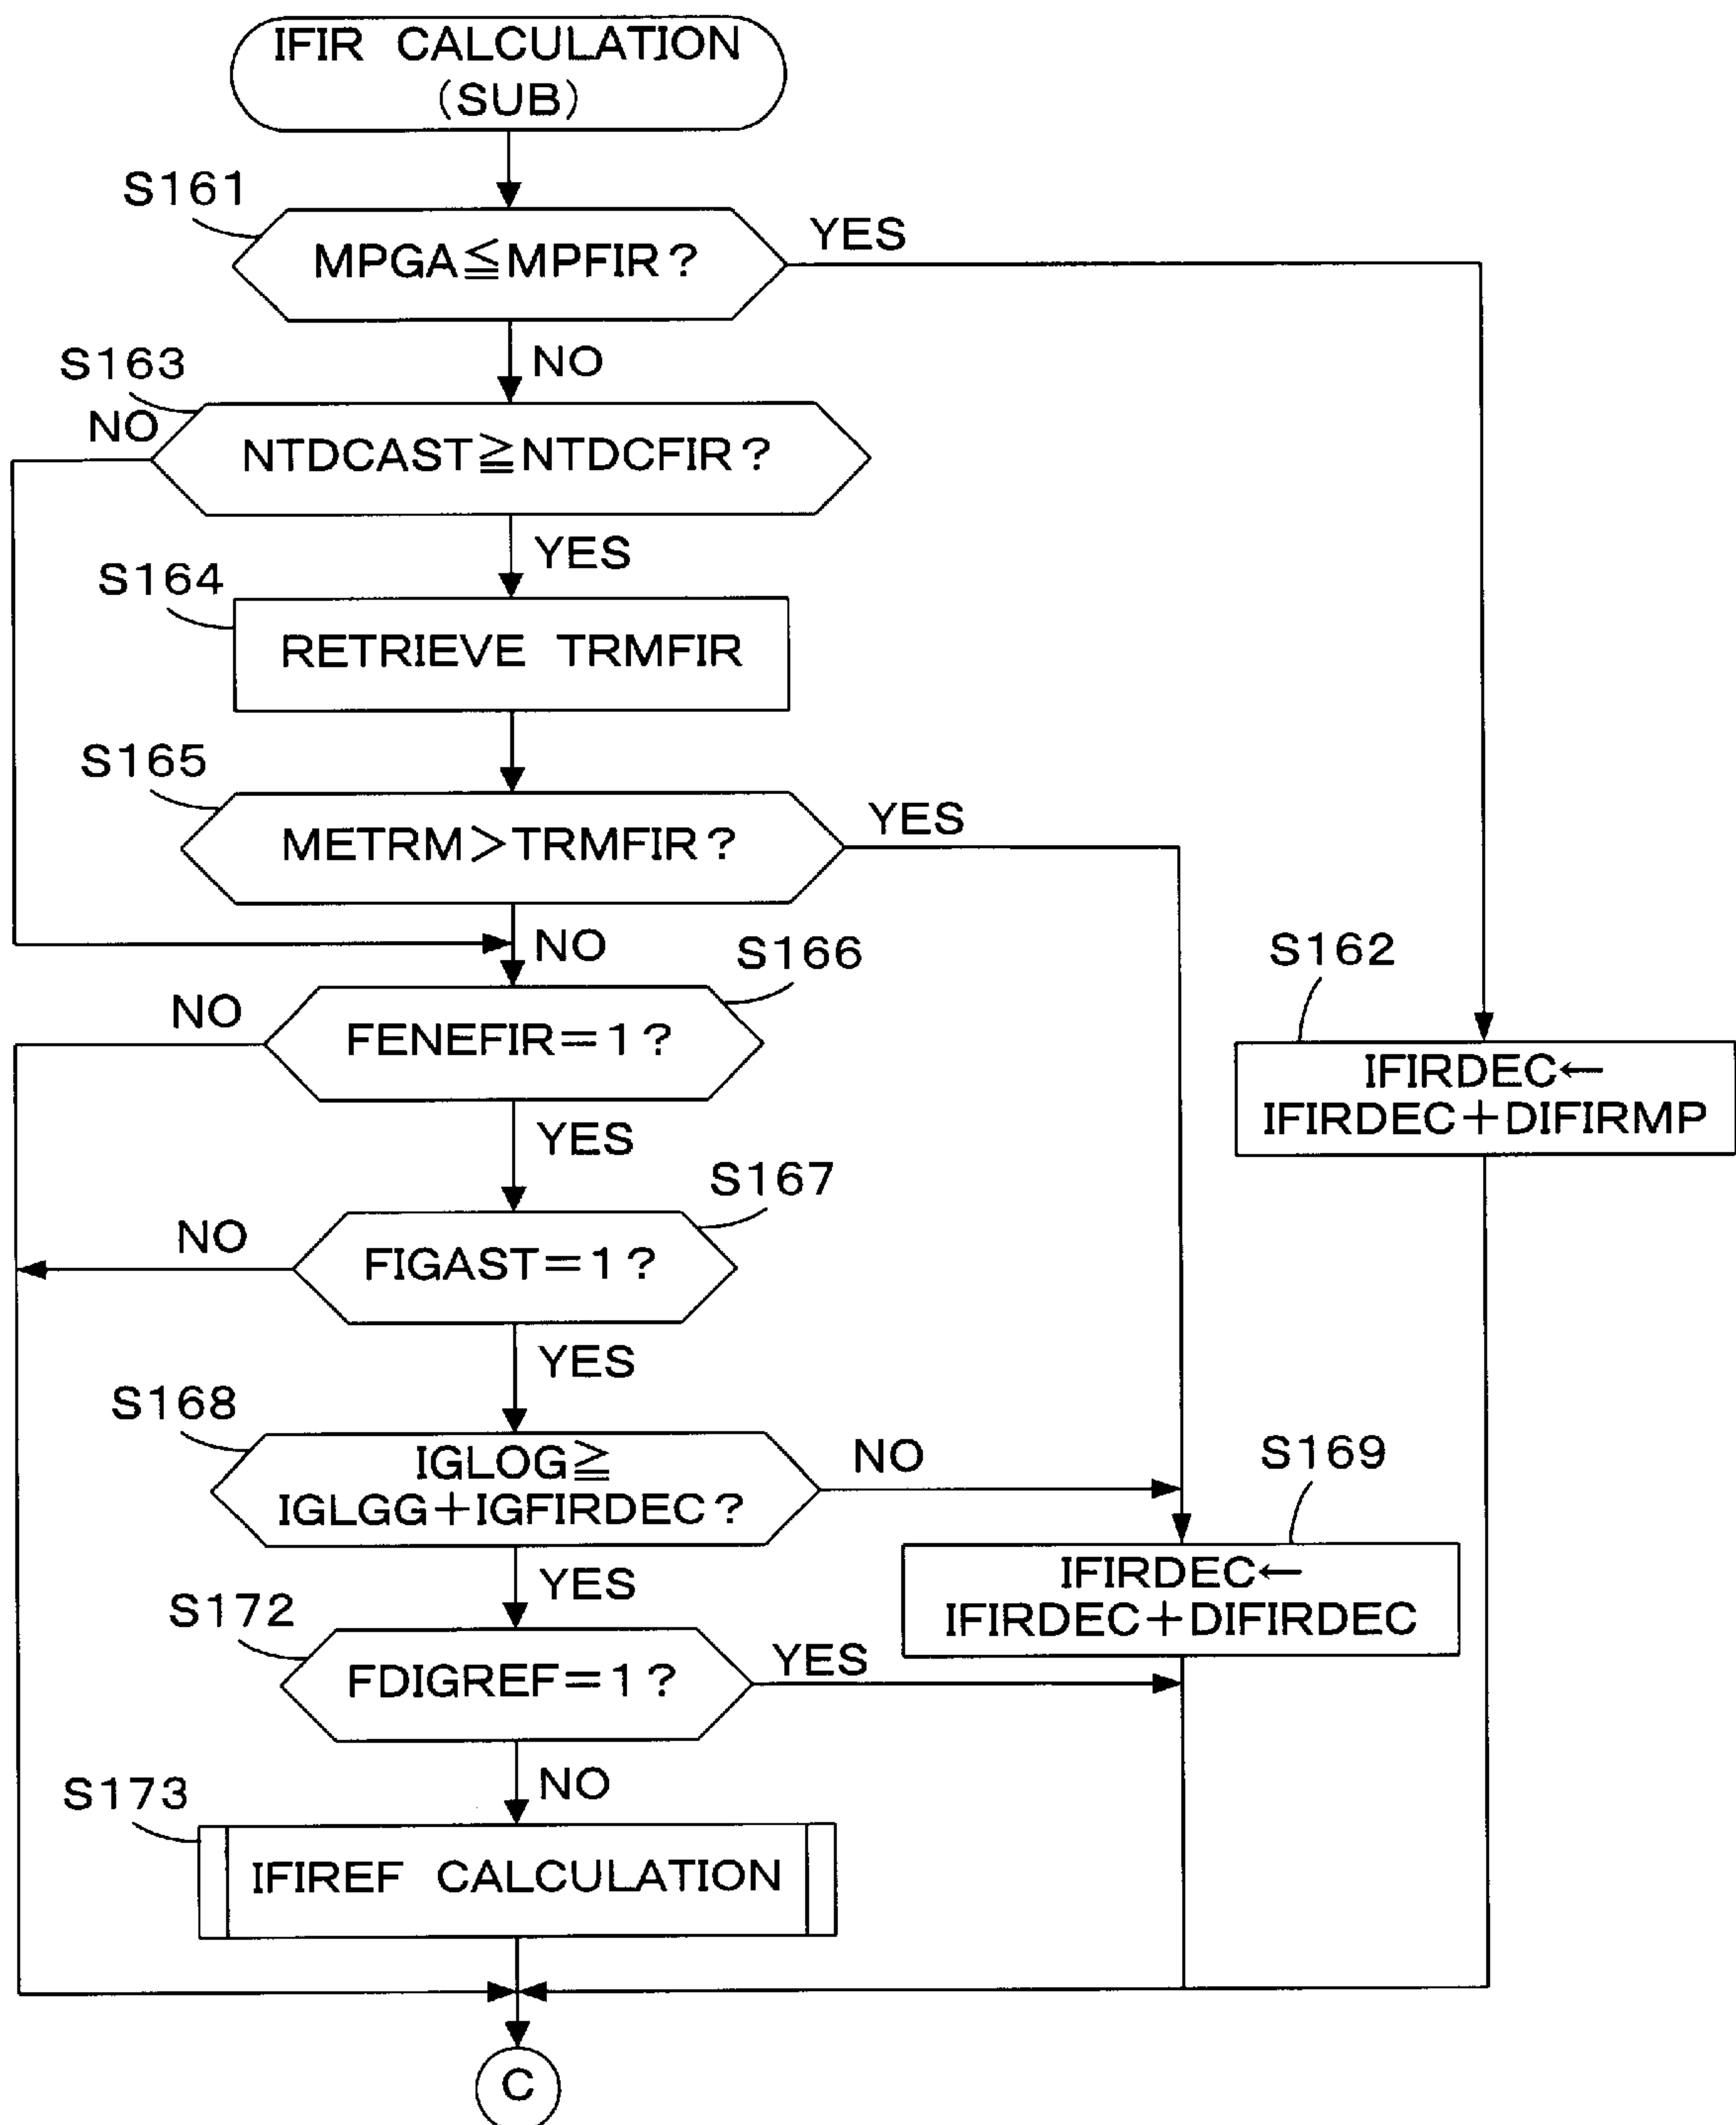 IFIR CALCULATION
(SUB)
S161
MPGA≦MPFIR?
YES
NO
S163
NO
NTDCAST≧NTDCFIR?
YES
S164
RETRIEVE TRMFIR
S165
METRM>TRMFIR?
YES
NO
S166
NO
FENEFIR=1?
YES
S162
IFIRDEC←
IFIRDEC+DIFIRMP
S167
NO
FIGAST=1?
YES
S168
IGLOG≧
IGLGG+IGFIRDEC?
NO
YES
S169
IFIRDEC←
IFIRDEC+DIFIRDEC
S172
FDIGREF=1?
YES
NO
S173
IFIREF CALCULATION
C